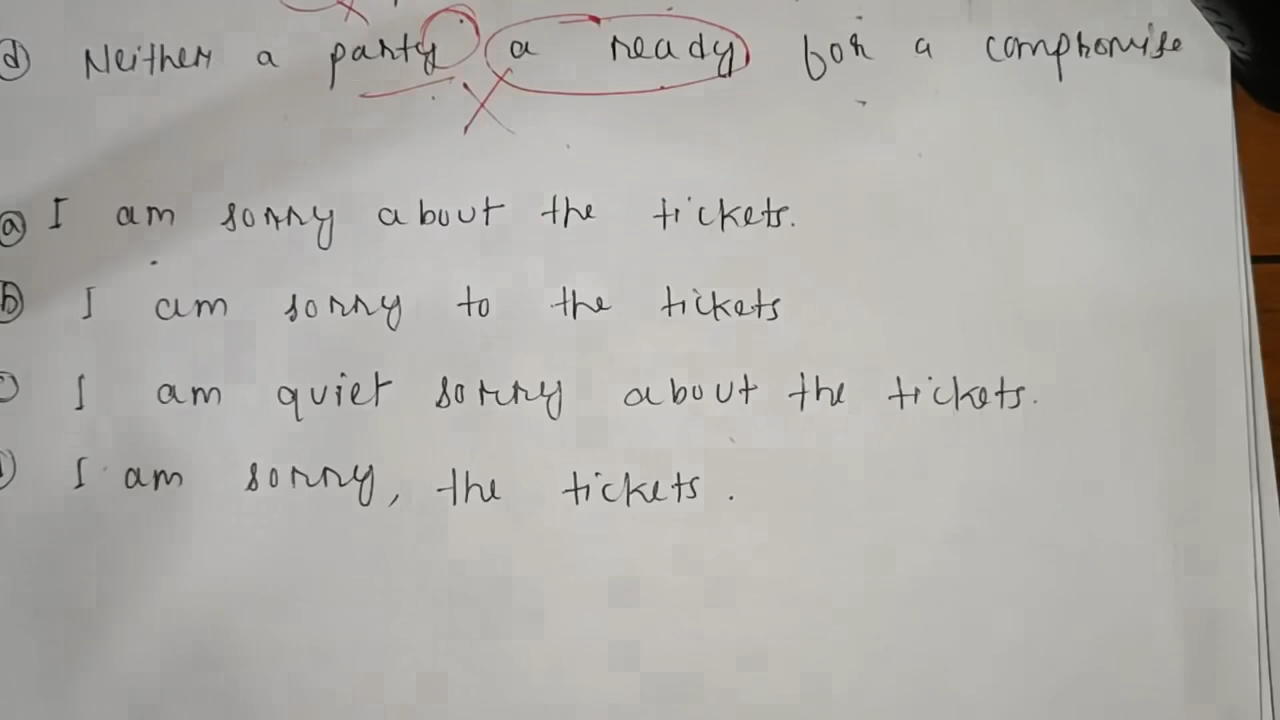 d Neither a party a ready for a compromise
a I am sorry about the tickets.
b I am sorry to the tickets
c I am quiet sorry about the tickets.
d I am sorry, the tickets.